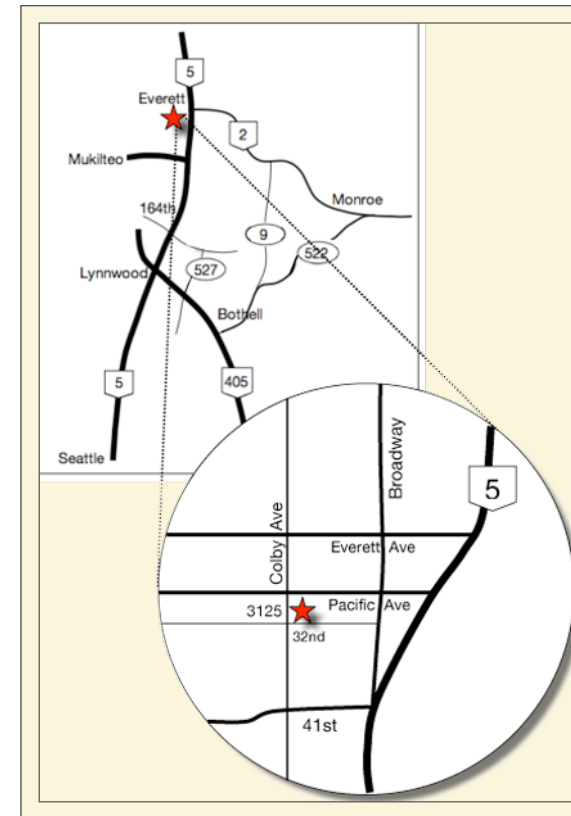 5
Everett
2
Mukilteo
Monroe
164th
9
522
Lynnwood
527
Bothell
5
405
Seattle
Broadway
5
Colby Ave
Everett Ave
3125
Pacific Ave
32nd
41st